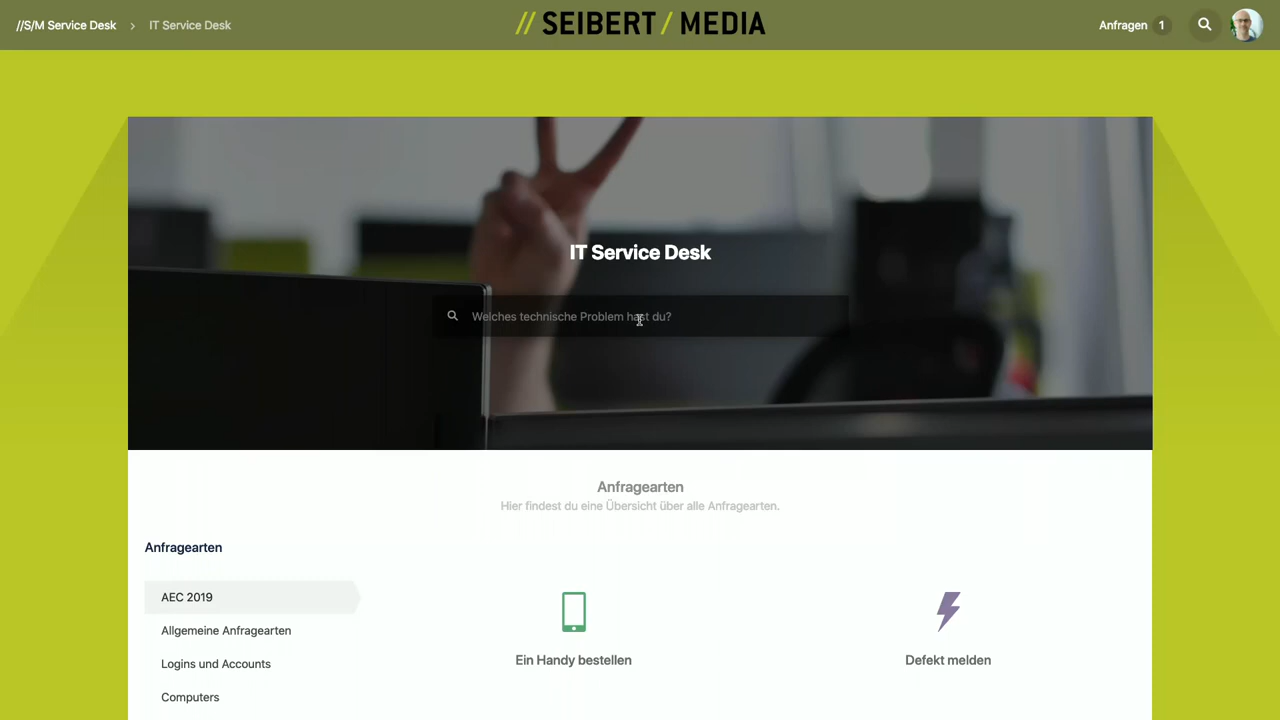 //S/M Service Desk › IT Service Desk
// SEIBERT / MEDIA
Anfragen 1
IT Service Desk
Welches technische Problem hast du?
Anfragearten
Hier findest du eine Übersicht über alle Anfragearten.
Anfragearten
AEC 2019
Allgemeine Anfragearten
Logins und Accounts
Computers
Ein Handy bestellen
Defekt melden